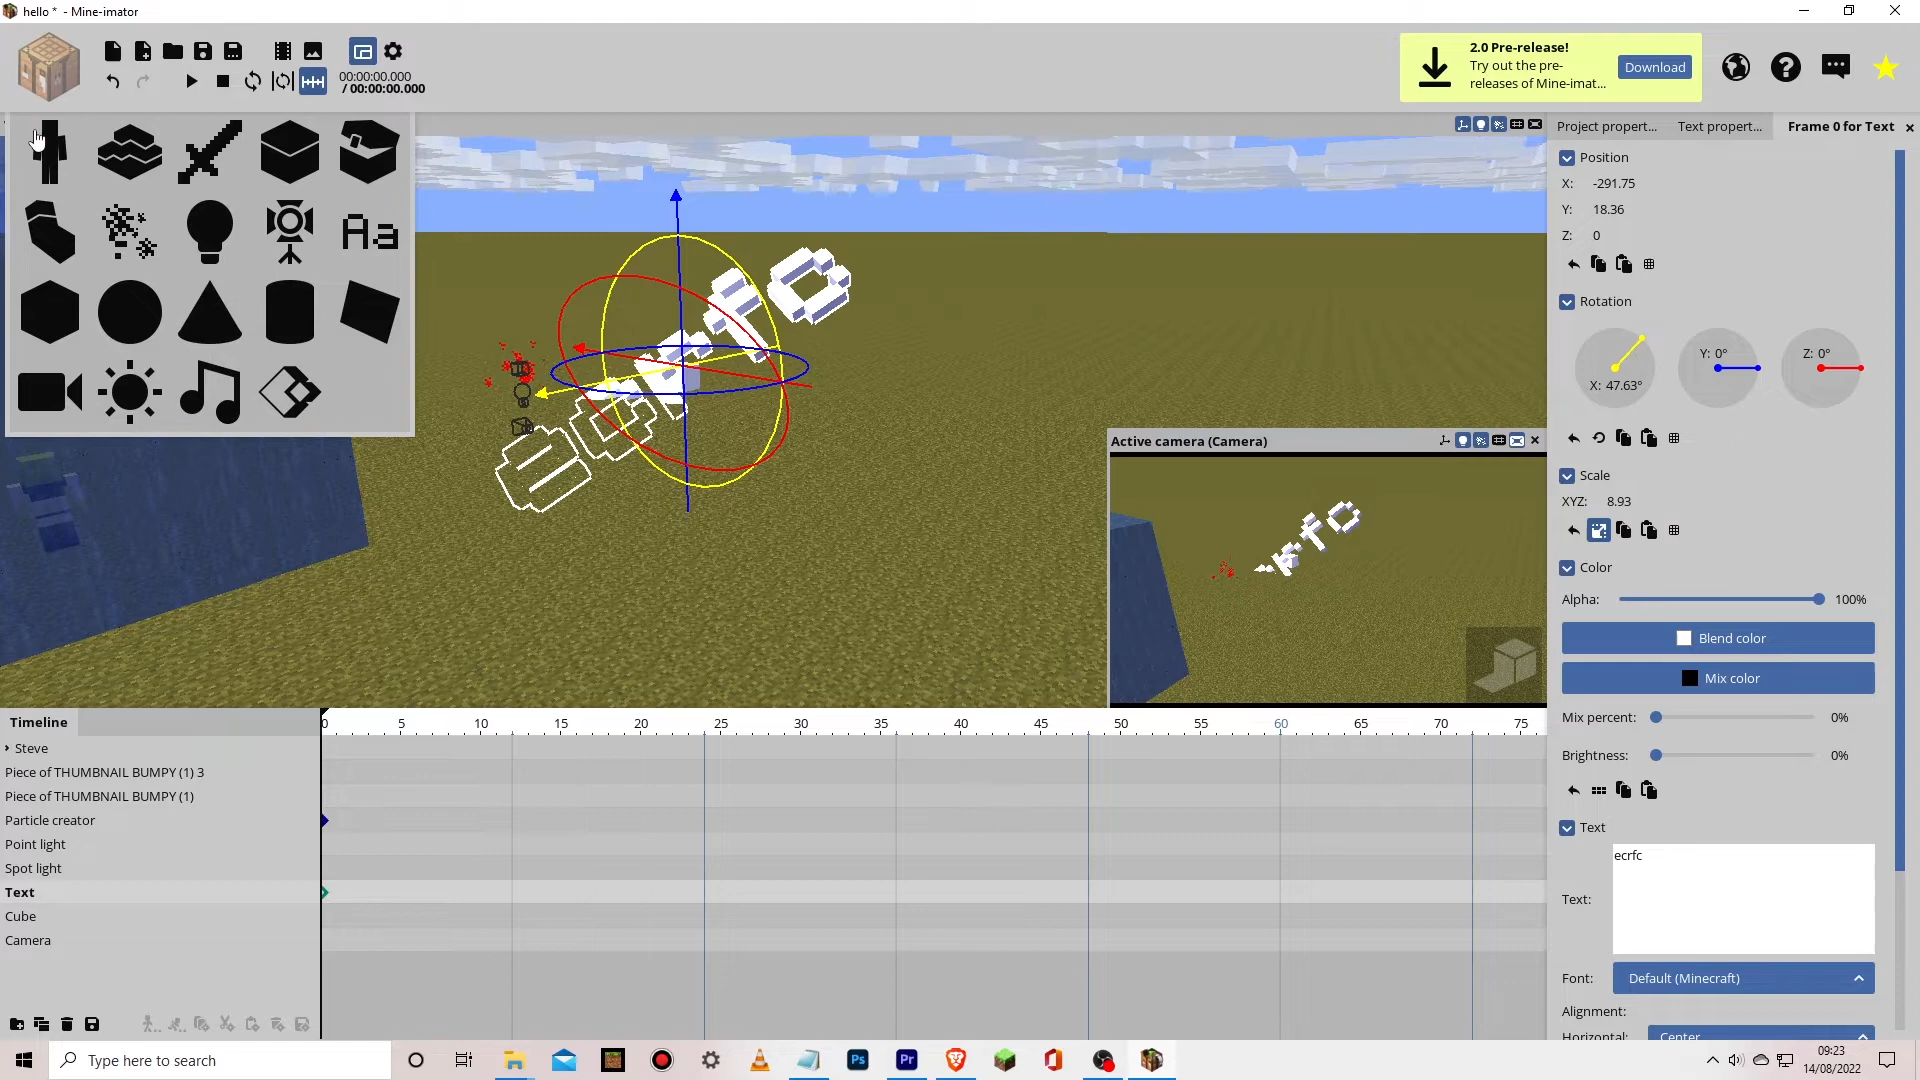 hello * - Mine-imator
00:00:00.000
/ 00:00:00.000
2.0 Pre-release!
Try out the pre-
releases of Mine-imat...
Download
Project propert...
Text propert...
Frame 0 for Text
Position
X: -291.75
Y: 18.36
Z: 0
Rotation
X: 47.63°
Y: 0°
Z: 0°
Scale
XYZ: 8.93
Color
Alpha: 100%
Blend color
Mix color
Mix percent: 0%
Brightness: 0%
Text
Text: ecrfc
Font: Default (Minecraft)
Alignment:
Horizontal: Center
Active camera (Camera)
Timeline
0 5 10 15 20 25 30 35 40 45 50 55 60 65 70 75
Steve
Piece of THUMBNAIL BUMPY (1) 3
Piece of THUMBNAIL BUMPY (1)
Particle creator
Point light
Spot light
Text
Cube
Camera
Type here to search
Ps
Pr
09:23
14/08/2022